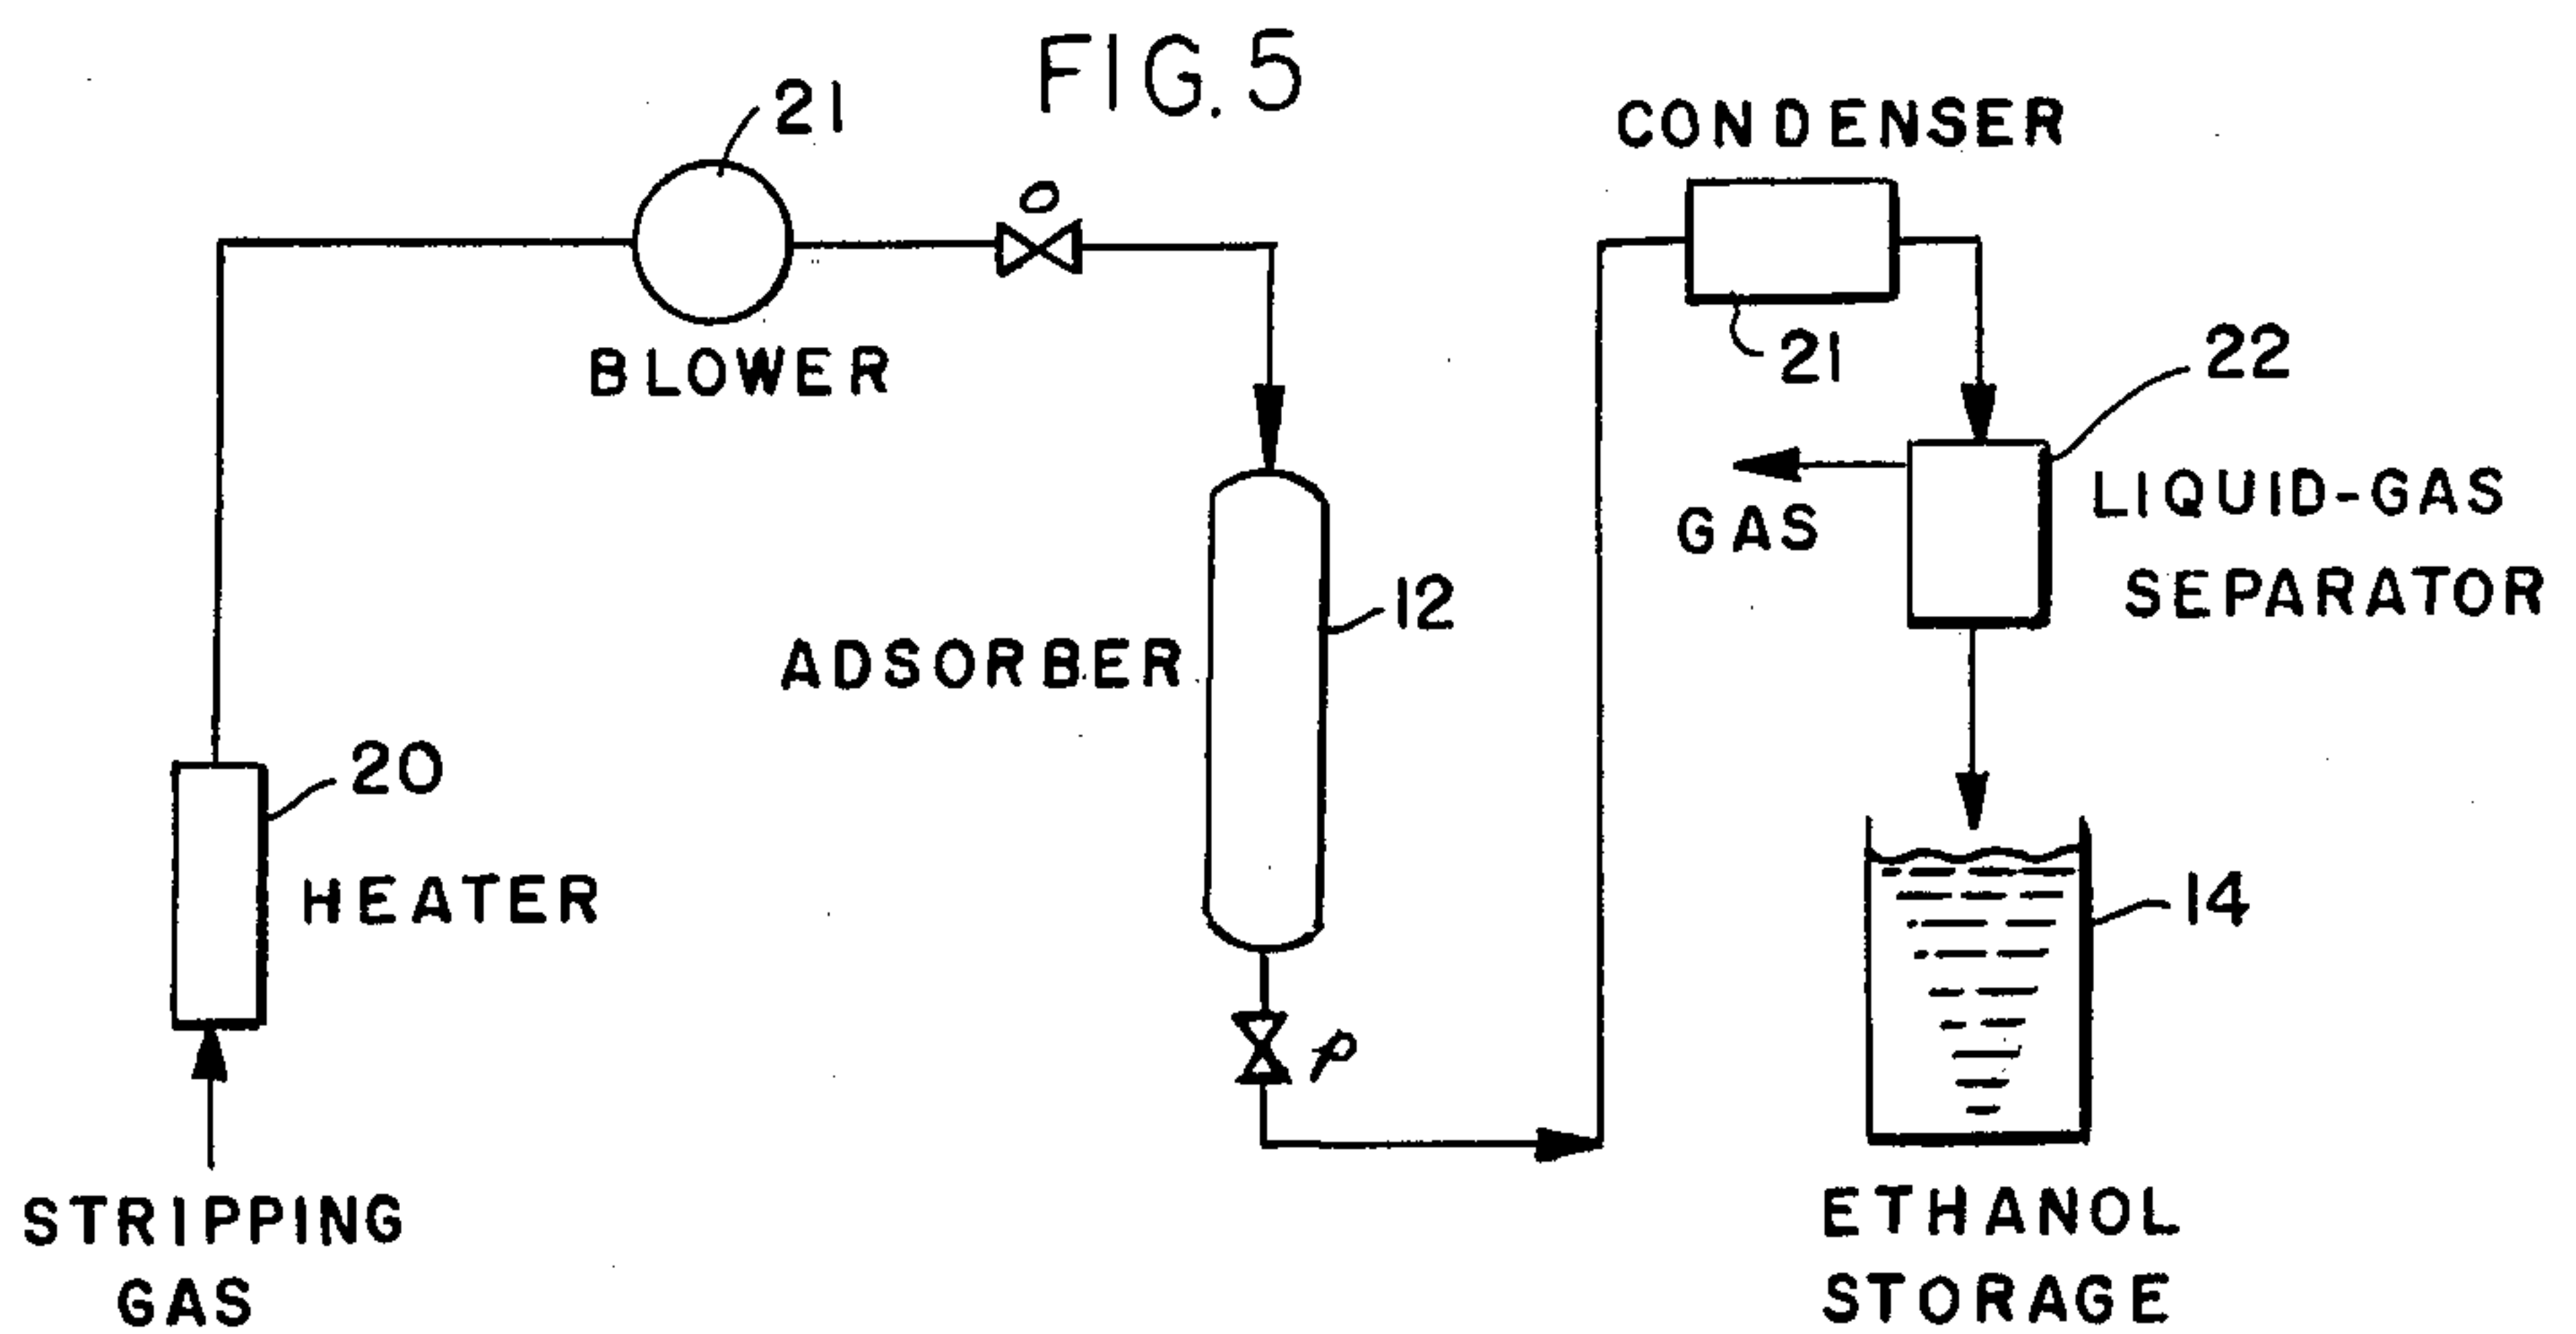 FIG. 5
21
O
BLOWER
CONDENSER
21
22
GAS
LIQUID-GAS
SEPARATOR
12
ADSORBER
20
HEATER
14
p
STRIPPING
GAS
ETHANOL
STORAGE